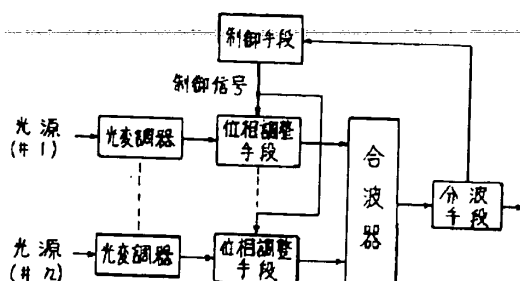 制御手段
制御信号
光源
(#1)
光変調器
位相調整
手段
合波器
分波
手段
光源
(#n)
光変調器
位相調整
手段